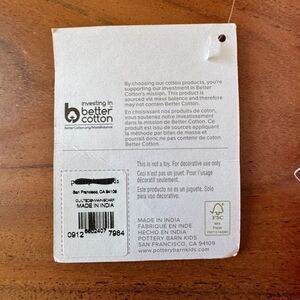 investing in
better
cotton
BetterCotton.org/MassBalance
By choosing our cotton products, you're
supporting our investment in Better
Cotton's mission. This product is
sourced via mass balance and therefore
may not contain Better Cotton.
En choisissant nos produits de coton,
vous soutenez notre investissement
dans la mission de Better Cotton. Ce
produit est issu de sources appliquant
la méthode par bilan de masse et
pourrait donc ne pas contenir de
Better Cotton.
This is not a toy. For decorative use only.
Ceci n'est pas un jouet. Pour l'usage
décoratif seulement.
Este producto no es un juguete. Solo
para uso decorativo.
San Francisco, CA 94109
MADE IN INDIA
0912 7984
MADE IN INDIA
FABRIQUÉ EN INDE
HECHO EN INDIA
POTTERY BARN KIDS
SAN FRANCISCO, CA 94109
www.potterybarnkids.com
FSC
MIX
Paper